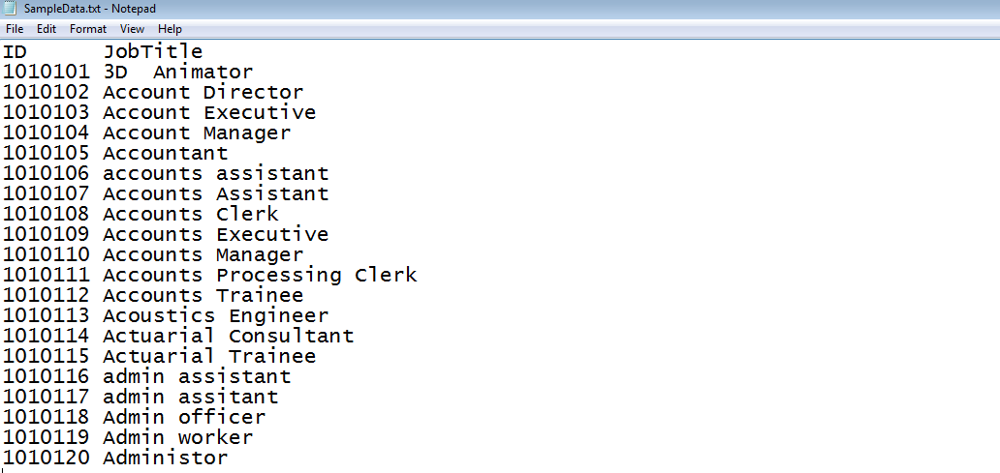 SampleData.txt - Notepad
File Edit Format View Help
ID JobTitle
1010101 3D  Animator
1010102 Account Director
1010103 Account Executive
1010104 Account Manager
1010105 Accountant
1010106 accounts assistant
1010107 Accounts Assistant
1010108 Accounts Clerk
1010109 Accounts Executive
1010110 Accounts Manager
1010111 Accounts Processing Clerk
1010112 Accounts Trainee
1010113 Acoustics Engineer
1010114 Actuarial Consultant
1010115 Actuarial Trainee
1010116 admin assistant
1010117 admin assitant
1010118 Admin officer
1010119 Admin worker
1010120 Administor